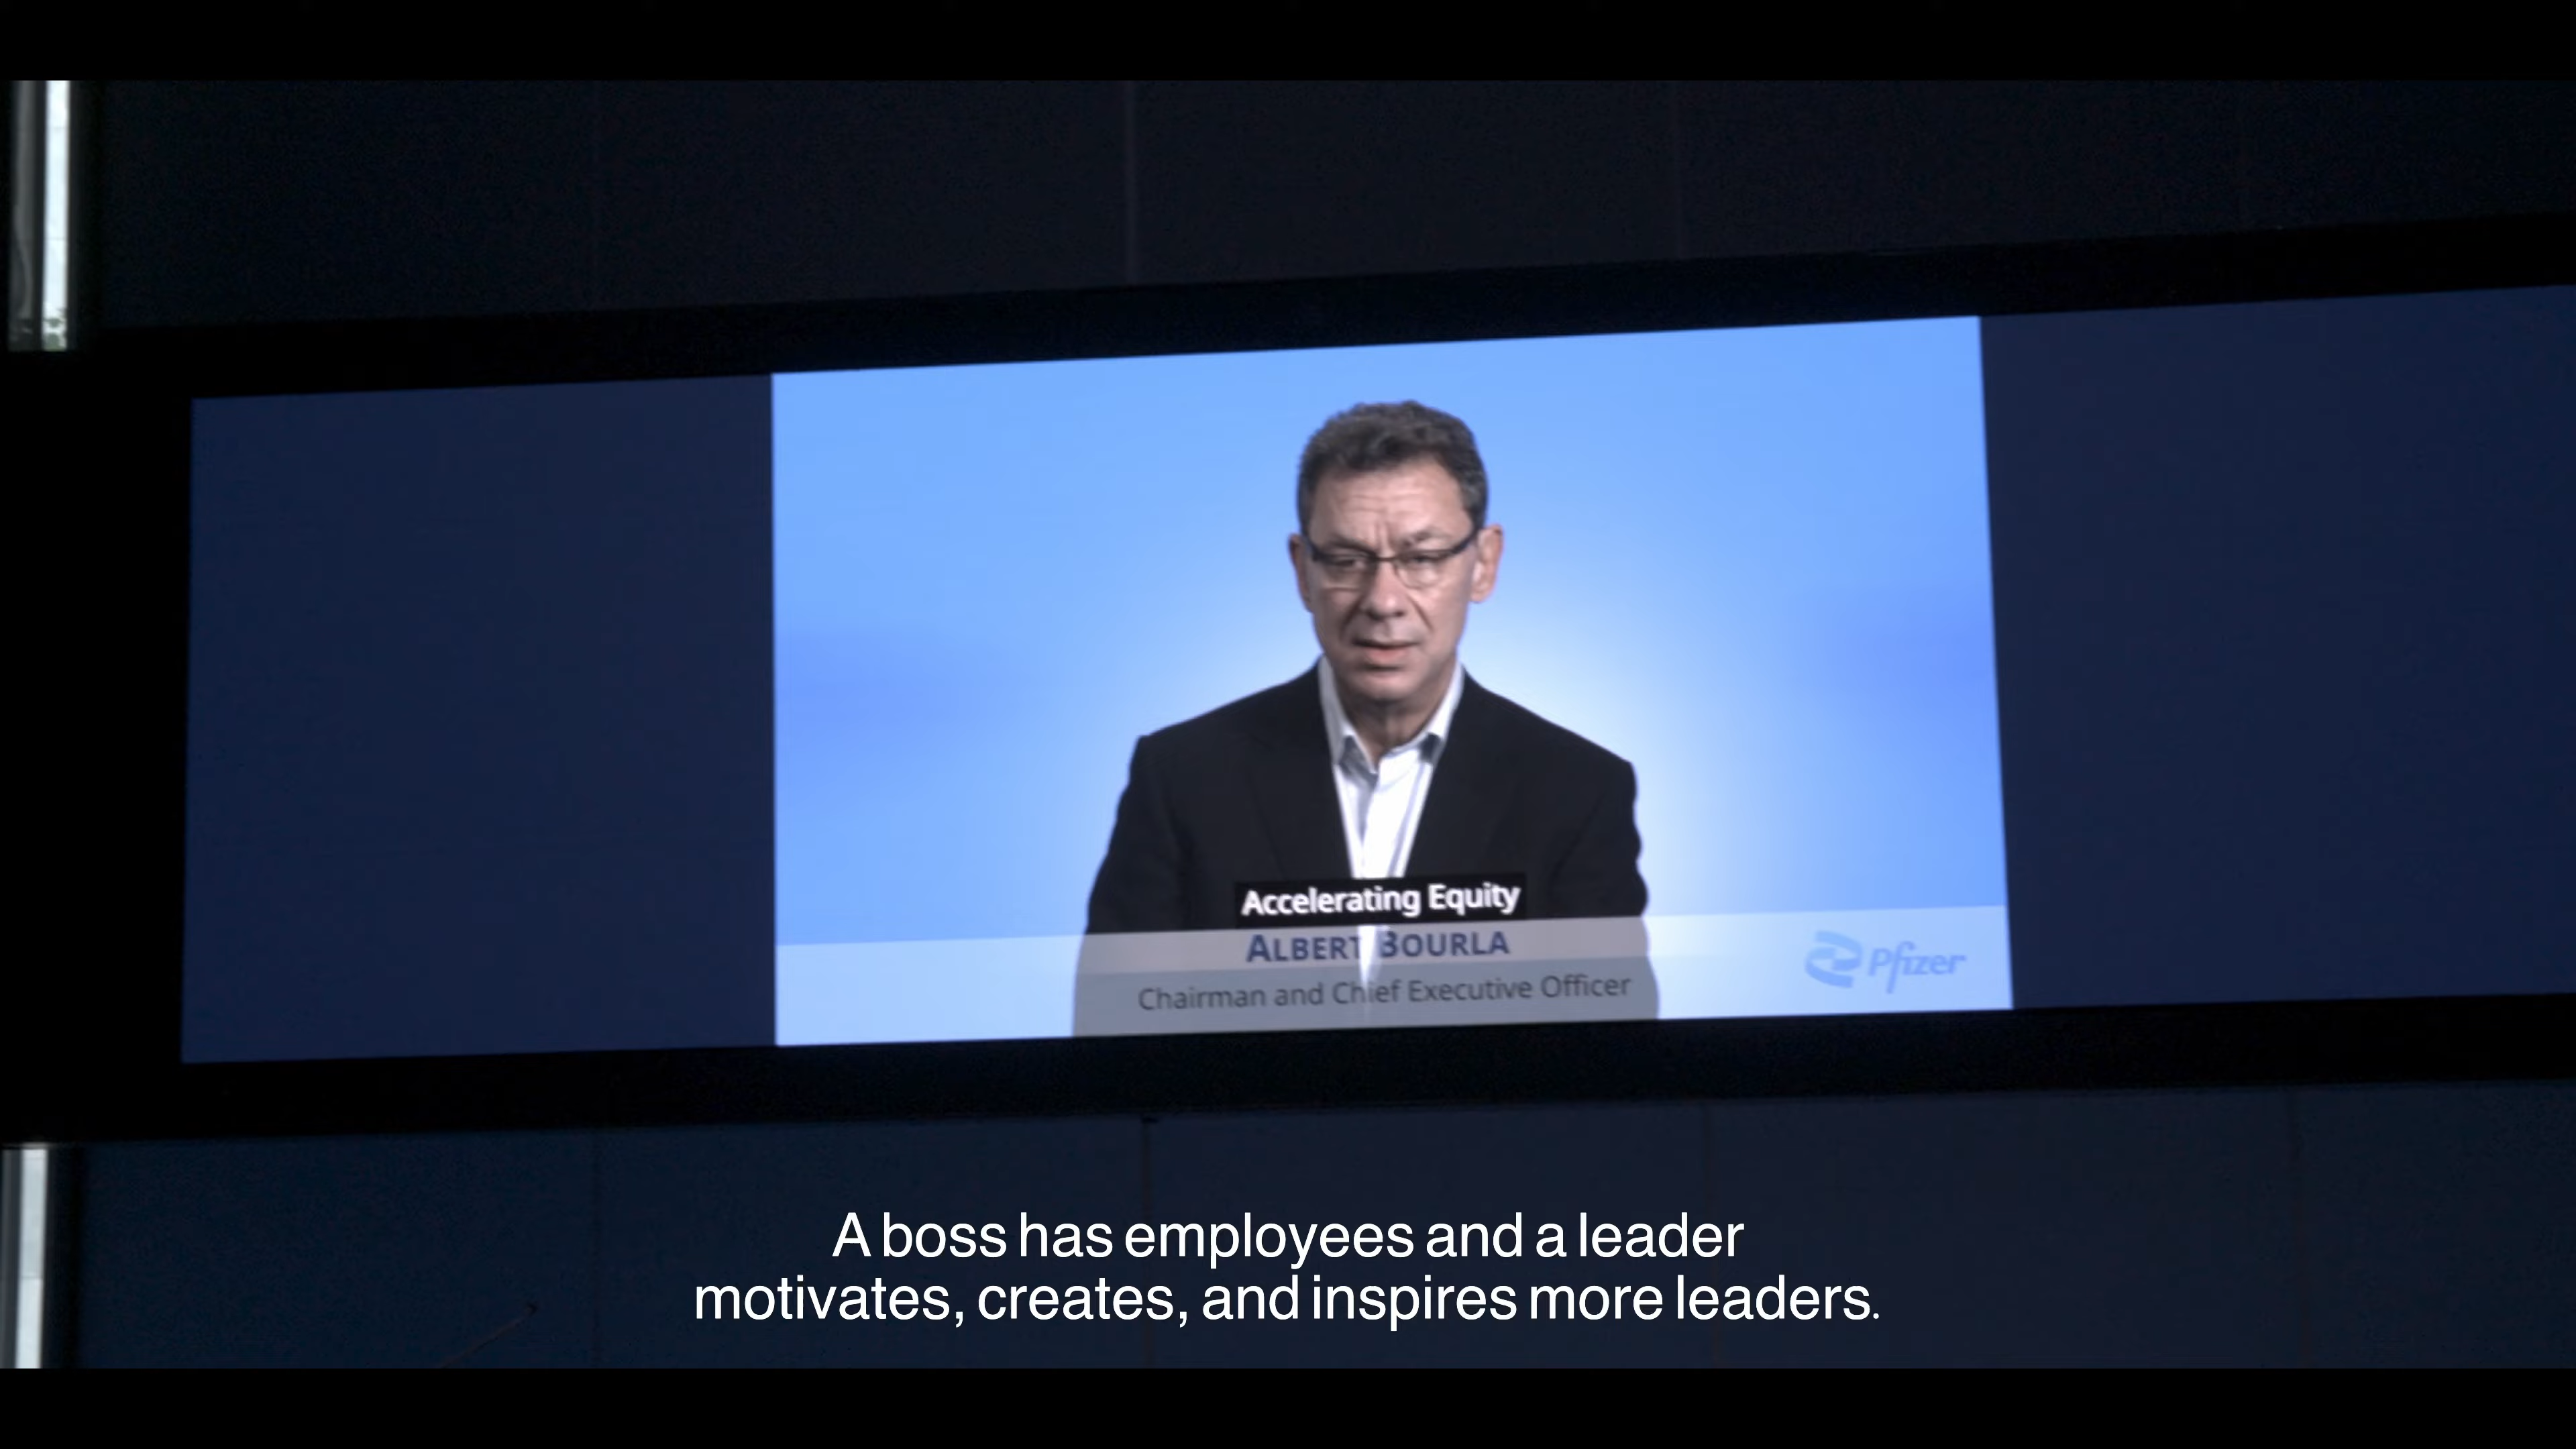 Accelerating Equity
ALBERT BOURLA
Chairman and Chief Executive Officer
Pfizer
A boss has employees and a leader
motivates, creates, and inspires more leaders.